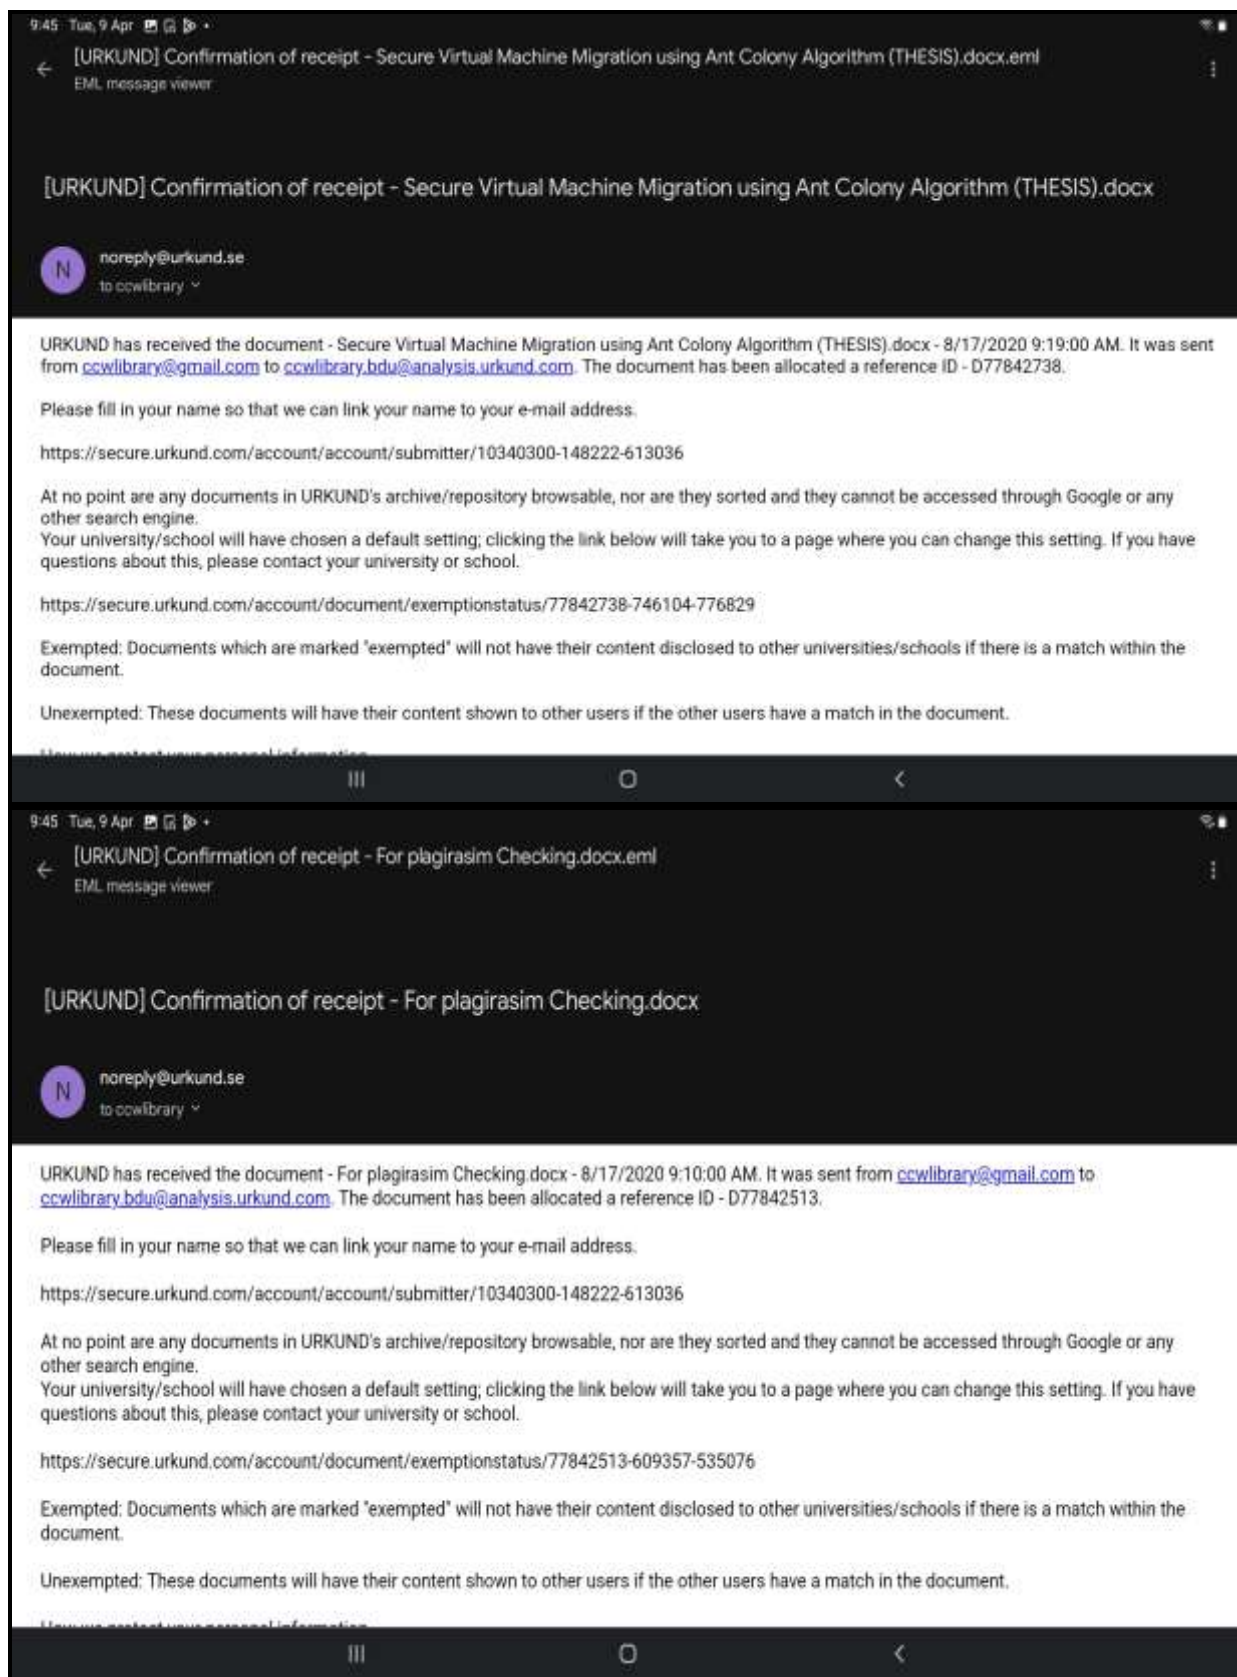 9:45 Tue, 9 Apr
[URKUND] Confirmation of receipt - Secure Virtual Machine Migration using Ant Colony Algorithm (THESIS).docx.eml
EML message viewer
[URKUND] Confirmation of receipt - Secure Virtual Machine Migration using Ant Colony Algorithm (THESIS).docx
N
noreply@urkund.se
to ccwlibrary
URKUND has received the document - Secure Virtual Machine Migration using Ant Colony Algorithm (THESIS).docx - 8/17/2020 9:19:00 AM. It was sent
from ccwlibrary@gmail.com to ccwlibrary.bdu@analysis.urkund.com. The document has been allocated a reference ID - D77842738.
Please fill in your name so that we can link your name to your e-mail address.
https://secure.urkund.com/account/account/submitter/10340300-148222-613036
At no point are any documents in URKUND's archive/repository browsable, nor are they sorted and they cannot be accessed through Google or any
other search engine.
Your university/school will have chosen a default setting; clicking the link below will take you to a page where you can change this setting. If you have
questions about this, please contact your university or school.
https://secure.urkund.com/account/document/exemptionstatus/77842738-746104-776829
Exempted: Documents which are marked "exempted" will not have their content disclosed to other universities/schools if there is a match within the
document.
Unexempted: These documents will have their content shown to other users if the other users have a match in the document.
How we protect your personal information
9:45 Tue, 9 Apr
[URKUND] Confirmation of receipt - For plagirasim Checking.docx.eml
EML message viewer
[URKUND] Confirmation of receipt - For plagirasim Checking.docx
N
noreply@urkund.se
to ccwlibrary
URKUND has received the document - For plagirasim Checking.docx - 8/17/2020 9:10:00 AM. It was sent from ccwlibrary@gmail.com to
ccwlibrary.bdu@analysis.urkund.com. The document has been allocated a reference ID - D77842513.
Please fill in your name so that we can link your name to your e-mail address.
https://secure.urkund.com/account/account/submitter/10340300-148222-613036
At no point are any documents in URKUND's archive/repository browsable, nor are they sorted and they cannot be accessed through Google or any
other search engine.
Your university/school will have chosen a default setting; clicking the link below will take you to a page where you can change this setting. If you have
questions about this, please contact your university or school.
https://secure.urkund.com/account/document/exemptionstatus/77842513-609357-535076
Exempted: Documents which are marked "exempted" will not have their content disclosed to other universities/schools if there is a match within the
document.
Unexempted: These documents will have their content shown to other users if the other users have a match in the document.